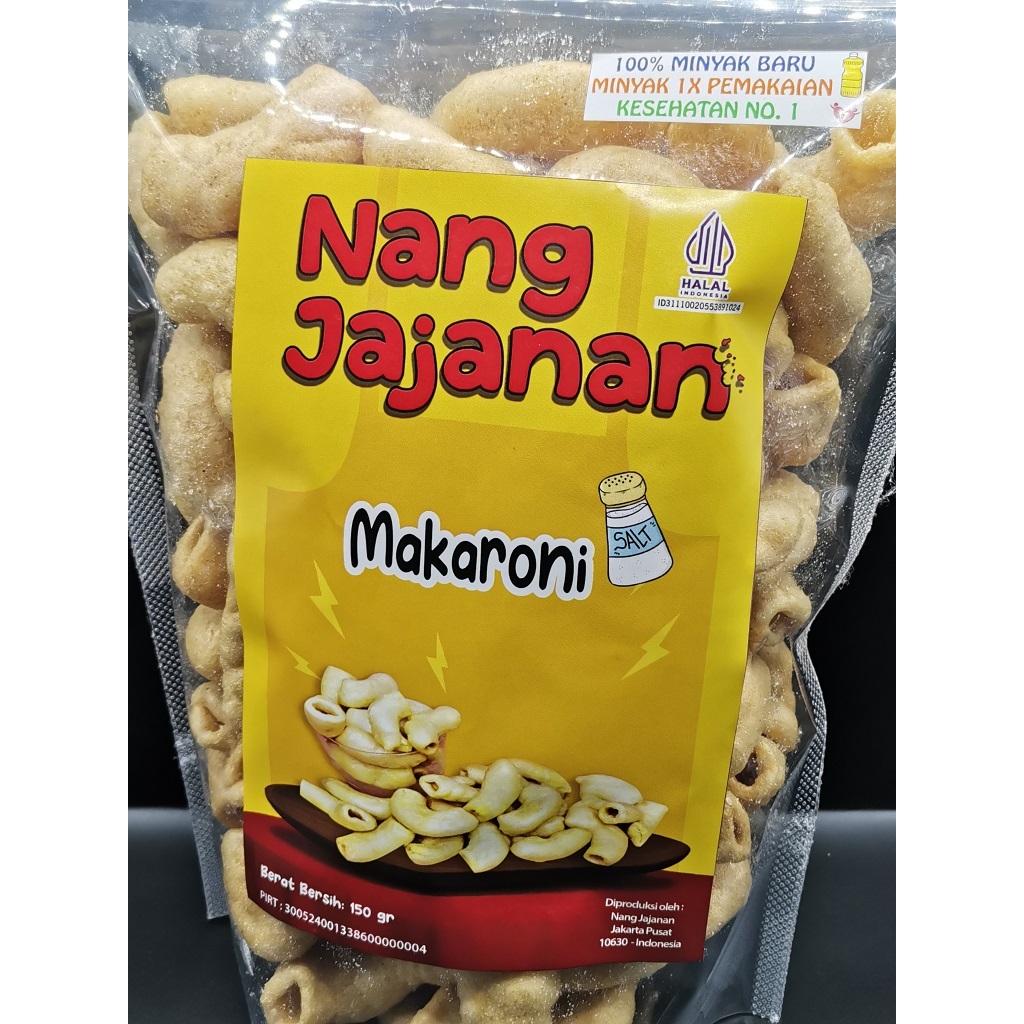 100% MINYAK BARU
MINYAK 1X PEMAKAIAN
KESEHATAN NO. 1
Nang
Jajanan
HALAL
INDONESIA
ID31110020553891024
Makaroni
SALT
Berat Bersih: 150 gr
PIRT : 300524001338600000004
Diproduksi oleh :
Nang Jajanan
Jakarta Pusat
10630 - Indonesia